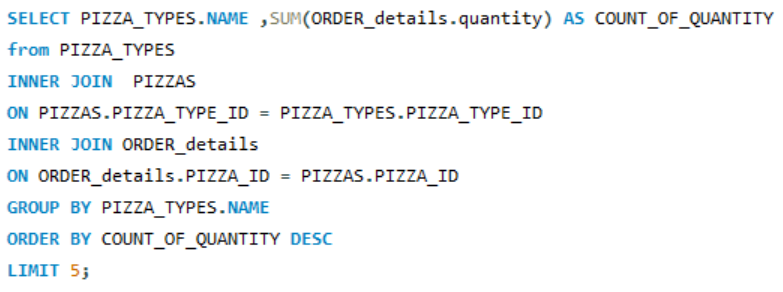 SELECT PIZZA_TYPES.NAME ,SUM(ORDER_details.quantity) AS COUNT_OF_QUANTITY
from PIZZA_TYPES
INNER JOIN  PIZZAS
ON PIZZAS.PIZZA_TYPE_ID = PIZZA_TYPES.PIZZA_TYPE_ID
INNER JOIN ORDER_details
ON ORDER_details.PIZZA_ID = PIZZAS.PIZZA_ID
GROUP BY PIZZA_TYPES.NAME
ORDER BY COUNT_OF_QUANTITY DESC
LIMIT 5;